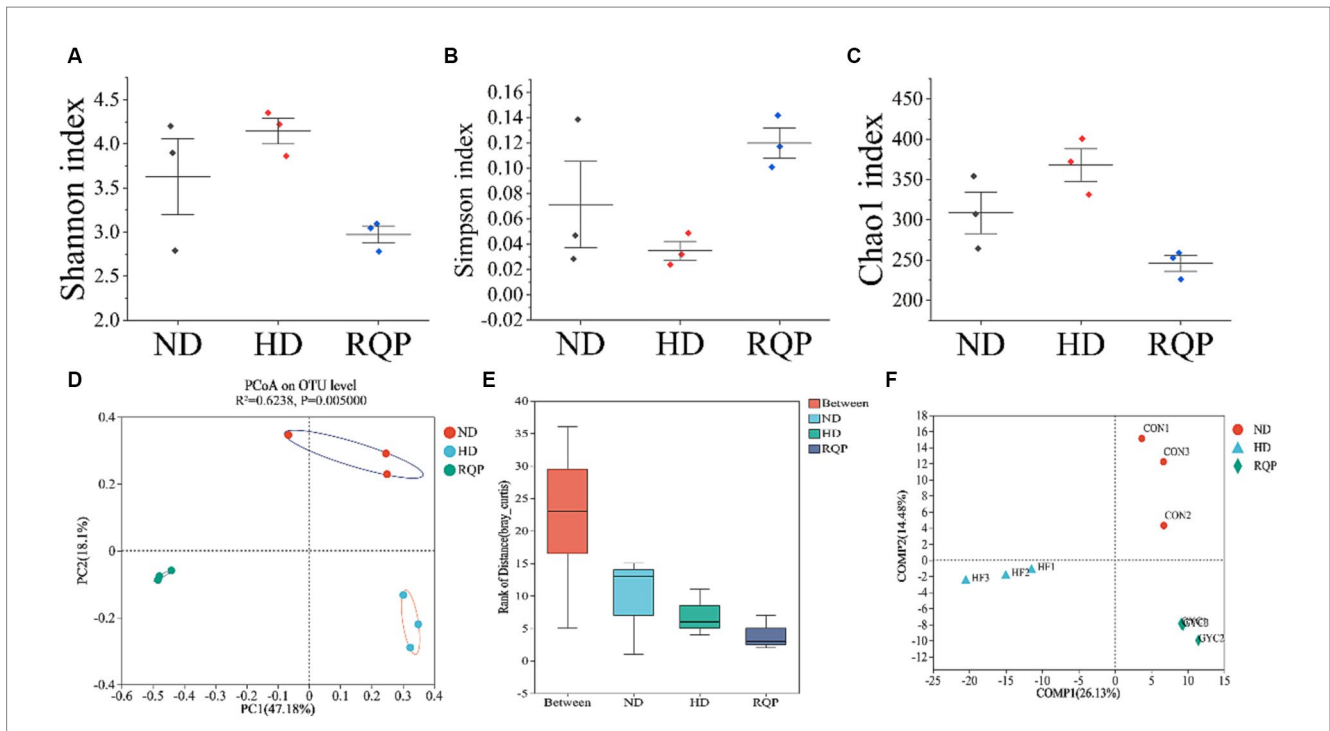 A
B
C
Shannon index
4.5
4.0
3.5
3.0
2.5
2.0
ND HD RQP
Simpson index
0.16
0.14
0.12
0.10
0.08
0.06
0.04
0.02
0.00
-0.02
ND HD RQP
Chao1 index
450
400
350
300
250
200
ND HD RQP
D
PCoA on OTU level
R²=0.6238, P=0.005000
ND
HD
RQP
PC2(18.1%)
0.4
0.2
0
-0.2
-0.4
-0.6 -0.5 -0.4 -0.3 -0.2 -0.1 0 0.1 0.2 0.3 0.4
PC1(47.18%)
E
Between
ND
HD
RQP
Rank of Distance(bray_curtis)
40
35
30
25
20
15
10
5
0
-5
Between ND HD RQP
F
ND
HD
RQP
COMP2(14.48%)
18
16
14
12
10
8
6
4
2
0
-2
-4
-6
-8
-10
-12
CON1
CON3
CON2
HF3 HF2 HF1
GYC2
-25 -20 -15 -10 -5 0 5 10 15
COMP1(26.13%)